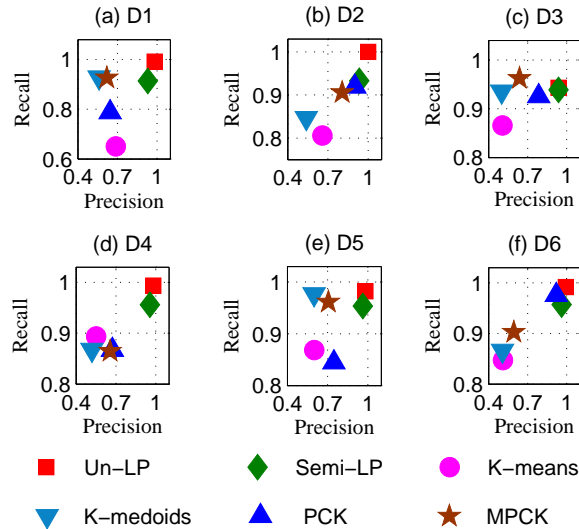 (a) D1
(b) D2
(c) D3
Recall
1
0.9
0.8
0.7
0.6
0.4
0.7
1
Precision
Recall
1
0.9
0.8
0.4
0.7
1
Precision
Recall
1
0.9
0.8
0.4
0.7
1
Precision
(d) D4
(e) D5
(f) D6
Recall
1
0.9
0.8
0.4
0.7
1
Precision
Recall
1
0.9
0.8
0.4
0.7
1
Precision
Recall
1
0.9
0.8
0.4
0.7
1
Precision
Un-LP
Semi-LP
K-means
K-medoids
PCK
MPCK